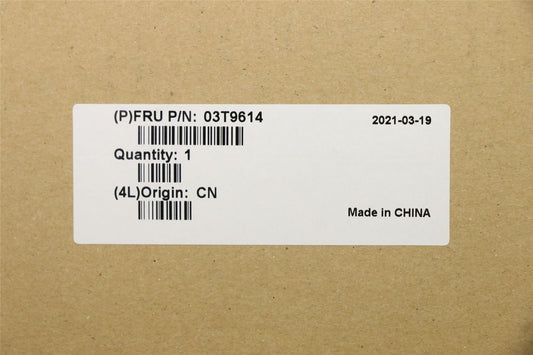 (P)FRU P/N: 03T9614
2021-03-19
Quantity: 1
(4L)Origin: CN
Made in CHINA